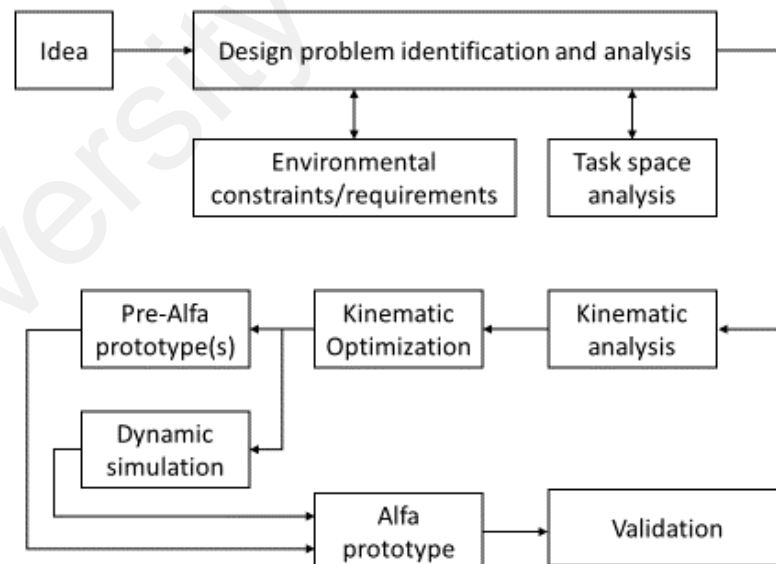 Idea
Design problem identification and analysis
Environmental
constraints/requirements
Task space
analysis
Pre-Alfa
prototype(s)
Kinematic
Optimization
Kinematic
analysis
Dynamic
simulation
Alfa
prototype
Validation
versity